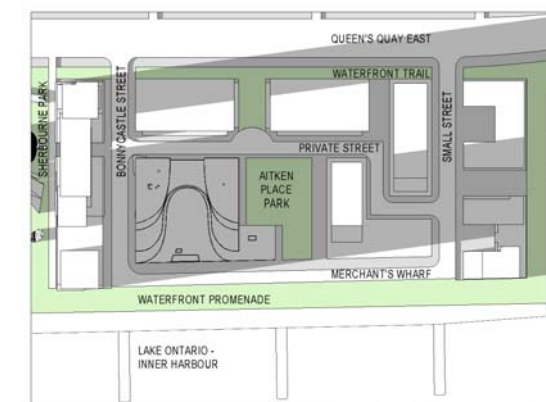 QUEEN'S QUAY EAST
WATERFRONT TRAIL
SHERBOURNE PARK
BONNYCASTLE STREET
SMALL STREET
PRIVATE STREET
AITKEN
PLACE
PARK
MERCHANT'S WHARF
WATERFRONT PROMENADE
LAKE ONTARIO -
INNER HARBOUR